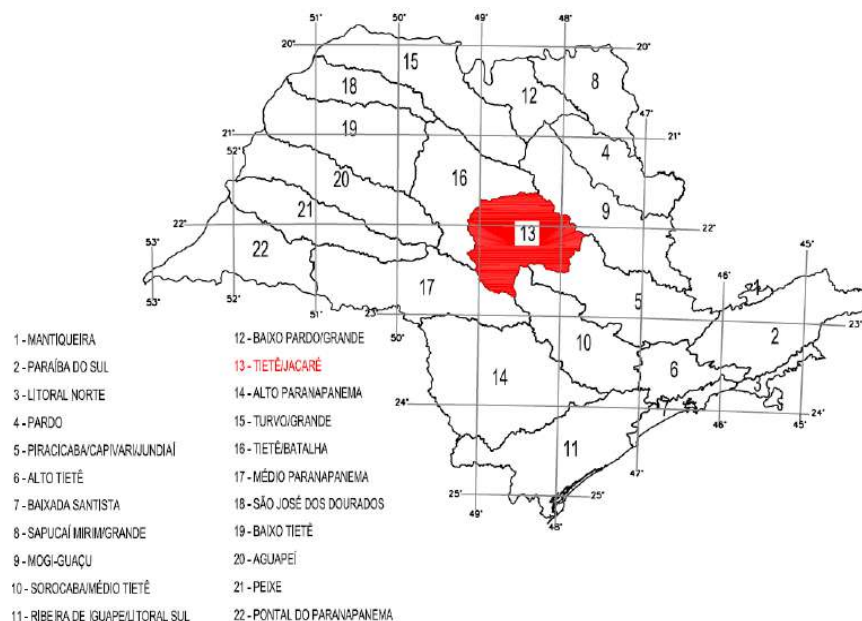 51° 50° 49° 48°
20° 15 20°
18 12 8
47°
19
21° 21°
52° 4
20 16
21 9
22° 13 22°
22
53° 45°
53° 52° 17 5 46° 1
51° 23° 23°
50° 10 2
6
14 3
24° 7 24°
46° 45°
11
47°
25° 25°
49° 48°
1 - MANTIQUEIRA
2 - PARAÍBA DO SUL
3 - LITORAL NORTE
4 - PARDO
5 - PIRACICABA/CAPIVARI/JUNDIAÍ
6 - ALTO TIETÊ
7 - BAIXADA SANTISTA
8 - SAPUCAÍ MIRIM/GRANDE
9 - MOGI-GUAÇU
10 - SOROCABA/MÉDIO TIETÊ
11 - RIBEIRA DE IGUAPE/LITORAL SUL
12 - BAIXO PARDO/GRANDE
13 - TIETÊ/JACARÉ
14 - ALTO PARANAPANEMA
15 - TURVO/GRANDE
16 - TIETÊ/BATALHA
17 - MÉDIO PARANAPANEMA
18 - SÃO JOSÉ DOS DOURADOS
19 - BAIXO TIETÊ
20 - AGUAPEÍ
21 - PEIXE
22 - PONTAL DO PARANAPANEMA